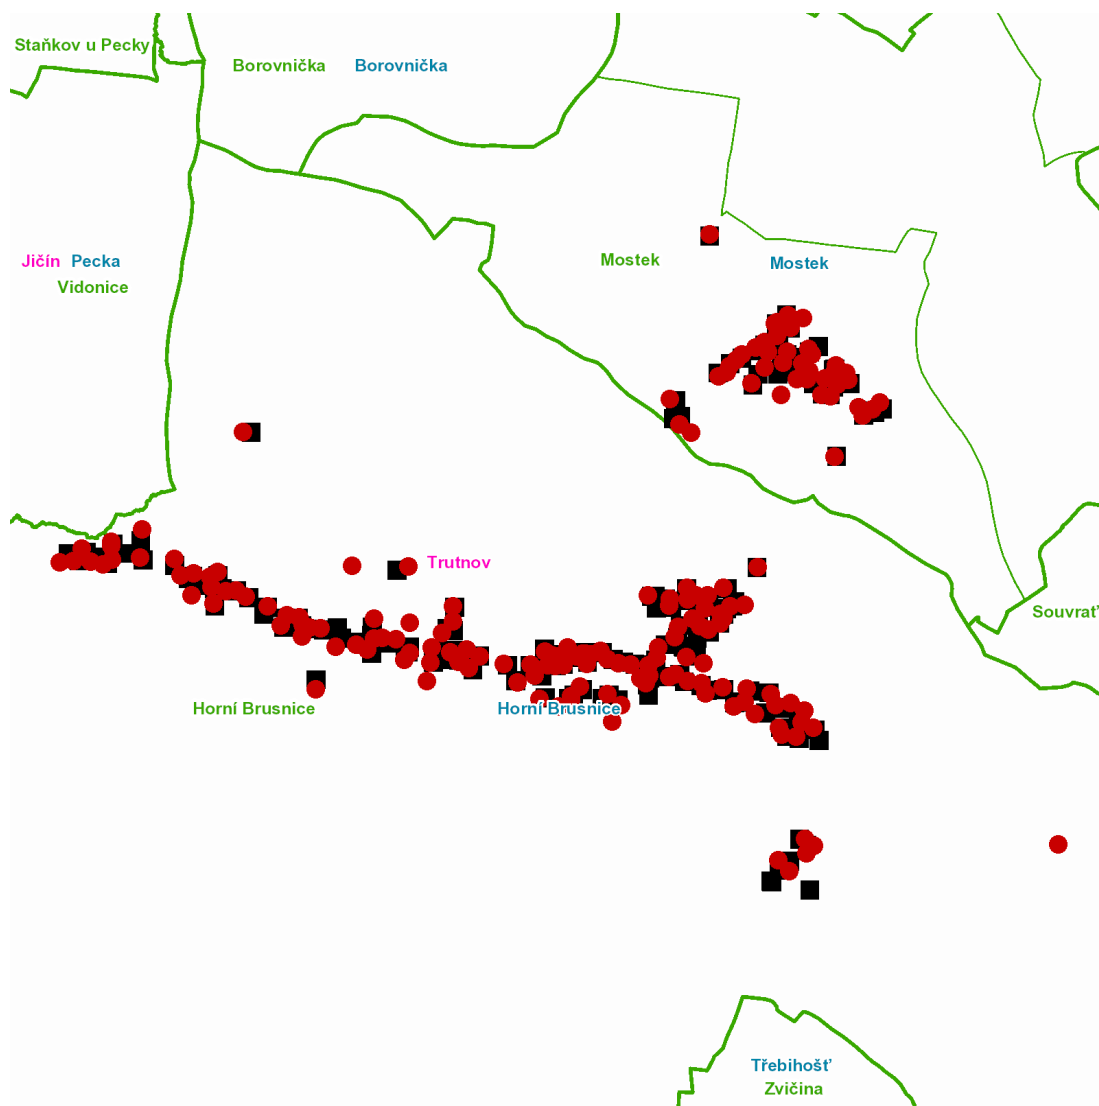 Staňkov u Pecky
Borovnička Borovnička
Mostek
Mostek
Jičín Pecka
Vidonice
Trutnov
Souvrať
Horní Brusnice
Horní Brusnice
Třebihošť
Zvičina